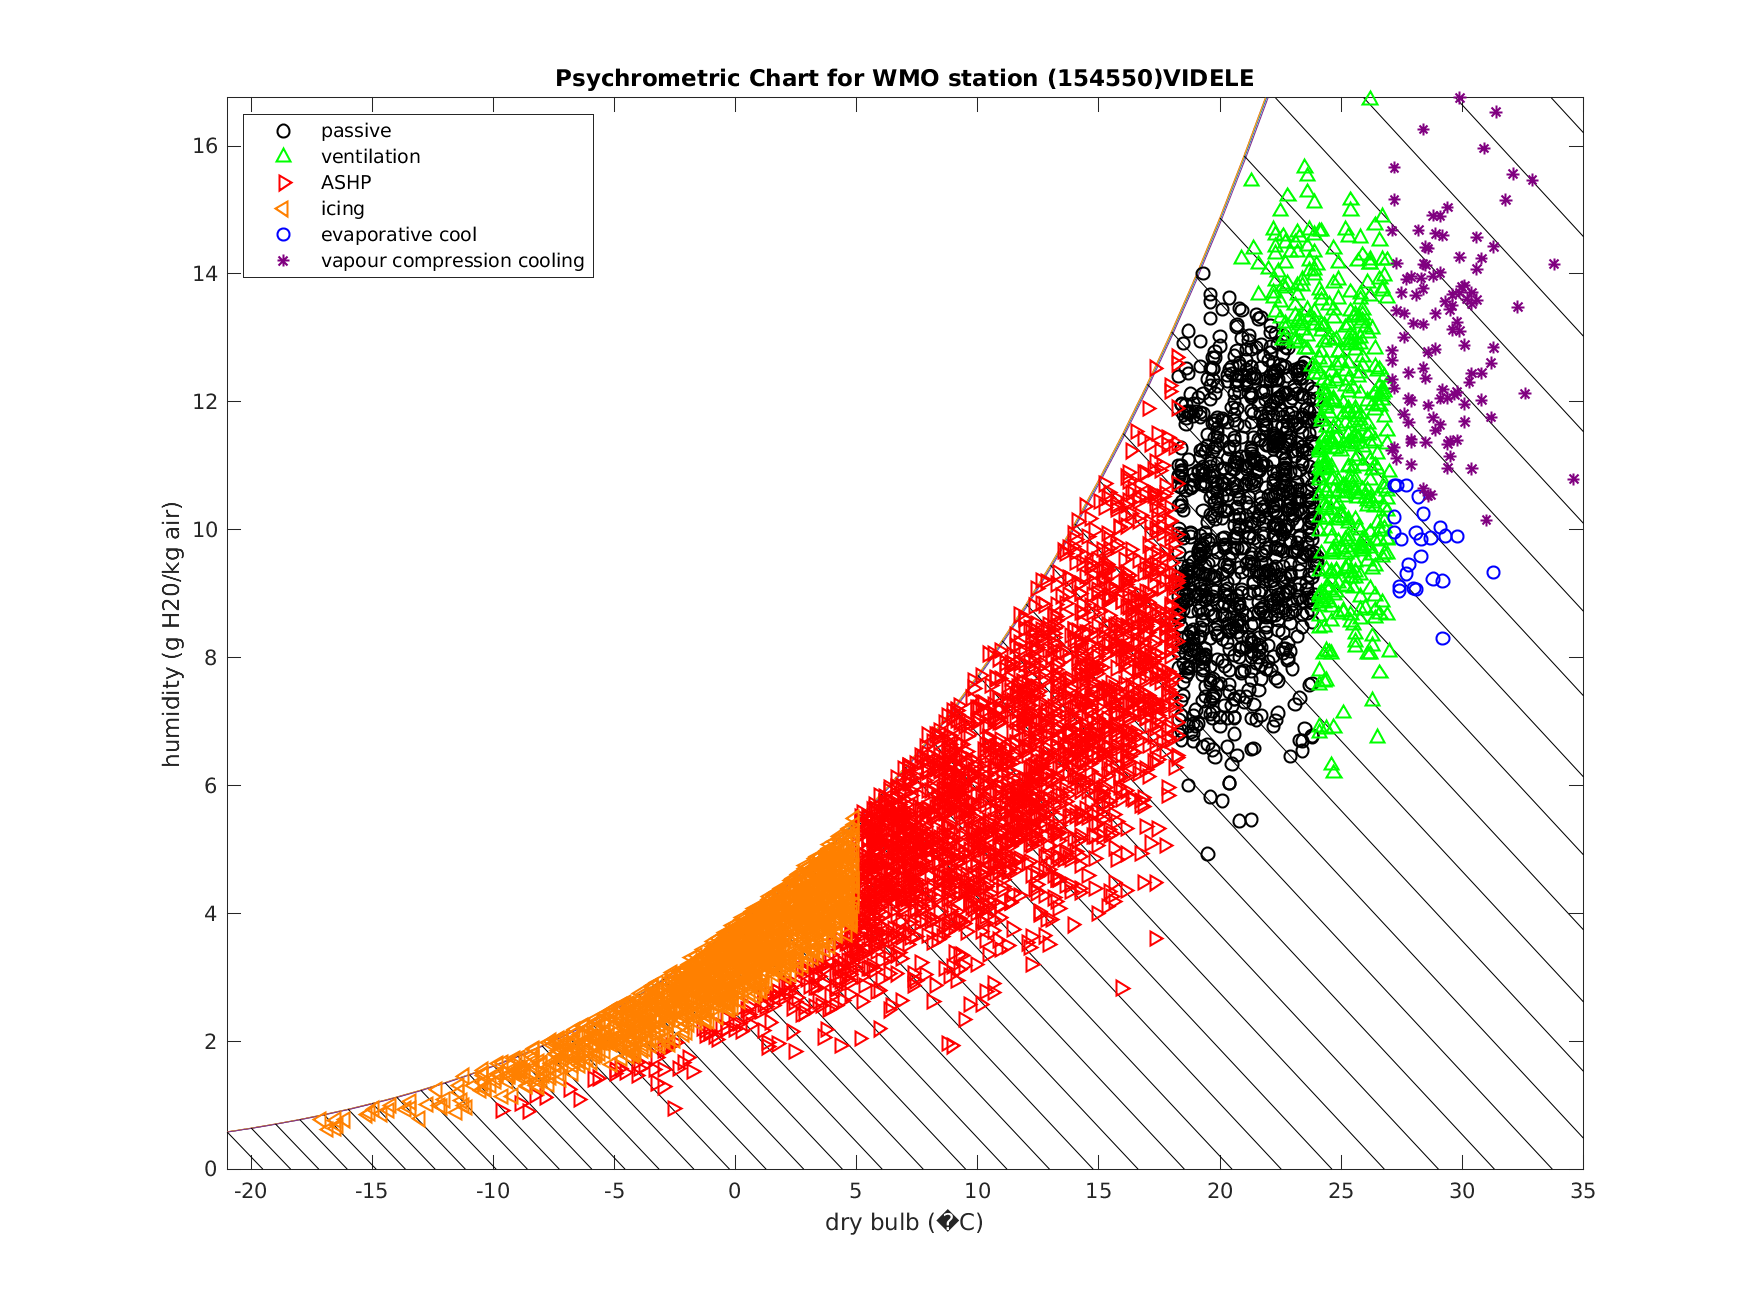 Psychrometric Chart for WMO station (154550)VIDELE
passive
ventilation
ASHP
icing
evaporative cool
vapour compression cooling
humidity (g H20/kg air)
16
14
12
10
8
6
4
2
0
-20 -15 -10 -5 0 5 10 15 20 25 30 35
dry bulb (�C)